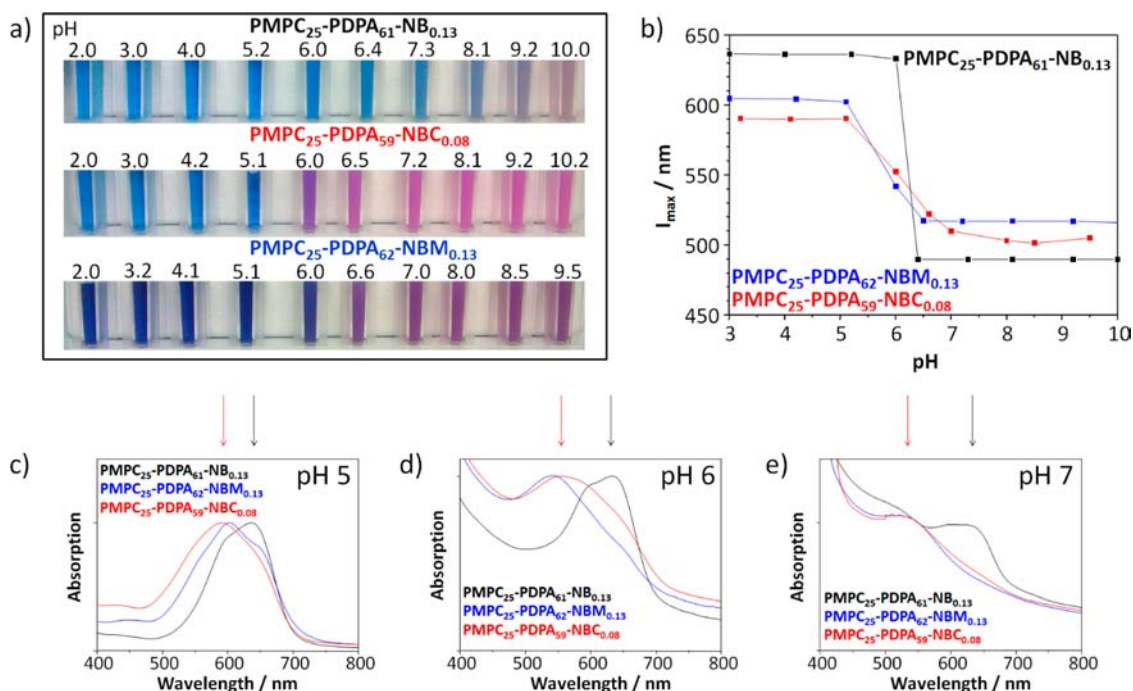 a)
pH
PMPC25-PDPA61-NB0.13
2.0 3.0 4.0 5.2 6.0 6.4 7.3 8.1 9.2 10.0
PMPC25-PDPA59-NBC0.08
2.0 3.0 4.2 5.1 6.0 6.5 7.2 8.1 9.2 10.2
PMPC25-PDPA62-NBM0.13
2.0 3.2 4.1 5.1 6.0 6.6 7.0 8.0 8.5 9.5
b)
650
600
550
500
450
Imax / nm
PMPC25-PDPA61-NB0.13
PMPC25-PDPA62-NBM0.13
PMPC25-PDPA59-NBC0.08
3 4 5 6 7 8 9 10
pH
c)
PMPC25-PDPA61-NB0.13
PMPC25-PDPA62-NBM0.13
PMPC25-PDPA59-NBC0.08
pH 5
Absorption
400 500 600 700 800
Wavelength / nm
d)
pH 6
PMPC25-PDPA61-NB0.13
PMPC25-PDPA62-NBM0.13
PMPC25-PDPA59-NBC0.08
Absorption
400 500 600 700 800
Wavelength / nm
e)
pH 7
PMPC25-PDPA61-NB0.13
PMPC25-PDPA62-NBM0.13
PMPC25-PDPA59-NBC0.08
Absorption
400 500 600 700 800
Wavelength / nm